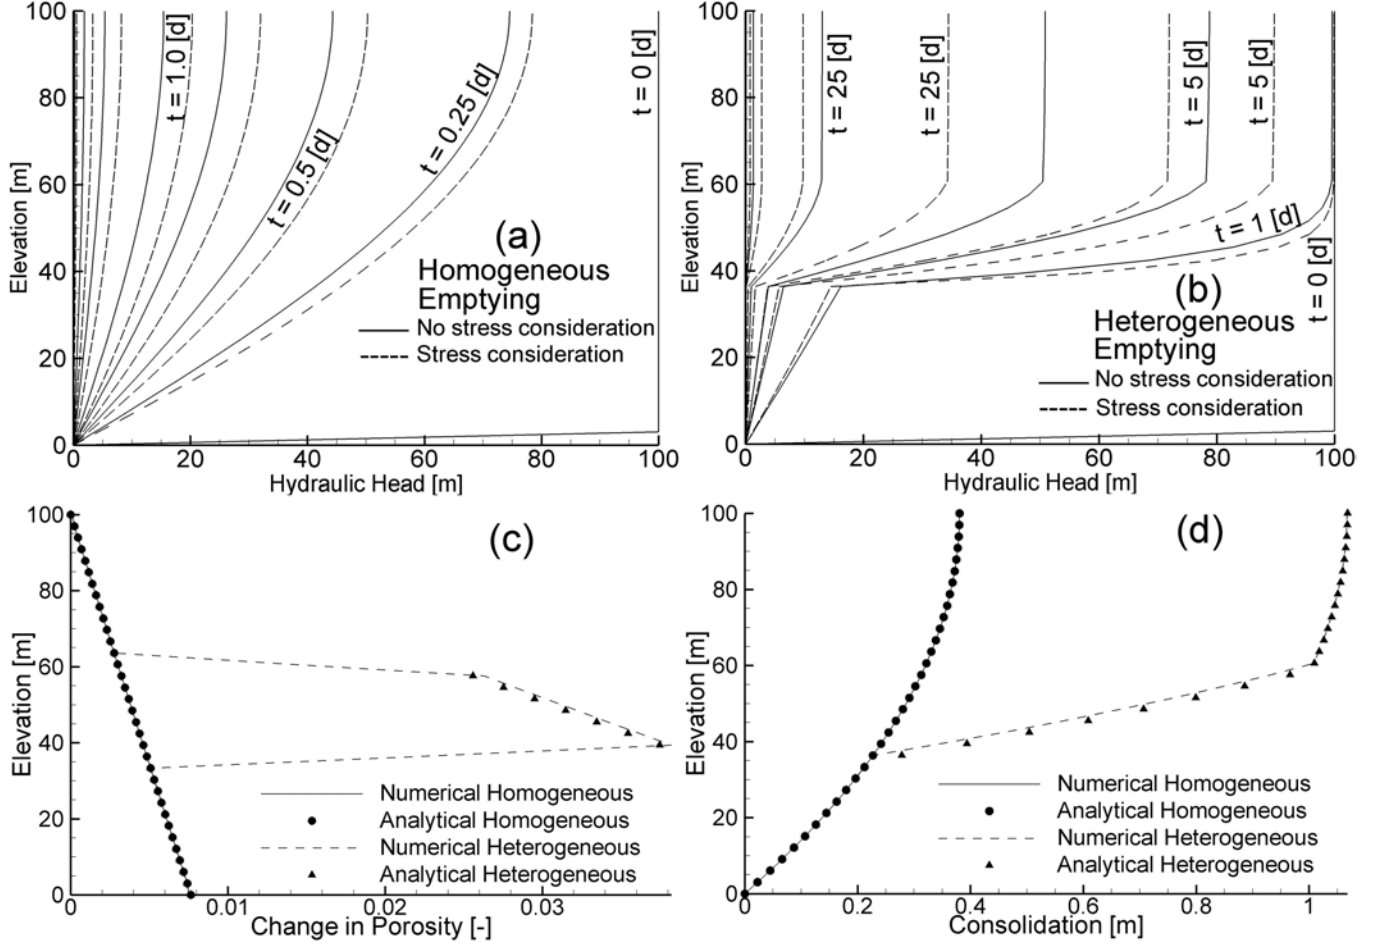 100
80
60
40
20
0
Elevation [m]
t = 1.0 [d]
t = 0.5 [d]
t = 0.25 [d]
t = 0 [d]
(a)
Homogeneous
Emptying
No stress consideration
Stress consideration
0 20 40 60 80 100
Hydraulic Head [m]
100
80
60
40
20
0
Elevation [m]
t = 25 [d]
t = 25 [d]
t = 5 [d]
t = 5 [d]
t = 1 [d]
t = 0 [d]
(b)
Heterogeneous
Emptying
No stress consideration
Stress consideration
0 20 40 60 80 100
Hydraulic Head [m]
100
80
60
40
20
0
Elevation [m]
(c)
Numerical Homogeneous
Analytical Homogeneous
Numerical Heterogeneous
Analytical Heterogeneous
0 0.01 0.02 0.03
Change in Porosity [-]
100
80
60
40
20
0
Elevation [m]
(d)
Numerical Homogeneous
Analytical Homogeneous
Numerical Heterogeneous
Analytical Heterogeneous
0 0.2 0.4 0.6 0.8 1
Consolidation [m]